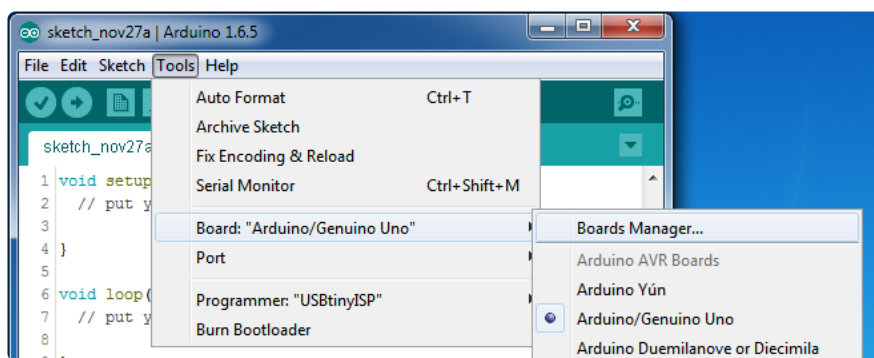 sketch_nov27a | Arduino 1.6.5
File Edit Sketch Tools Help
Auto Format Ctrl+T
Archive Sketch
Fix Encoding & Reload
Serial Monitor Ctrl+Shift+M
Board: "Arduino/Genuino Uno"
Port
Programmer: "USBtinyISP"
Burn Bootloader
sketch_nov27a
1 void setup
2 // put y
3
4 }
5
6 void loop(
7 // put y
8
Boards Manager...
Arduino AVR Boards
Arduino Yún
Arduino/Genuino Uno
Arduino Duemilanove or Diecimila